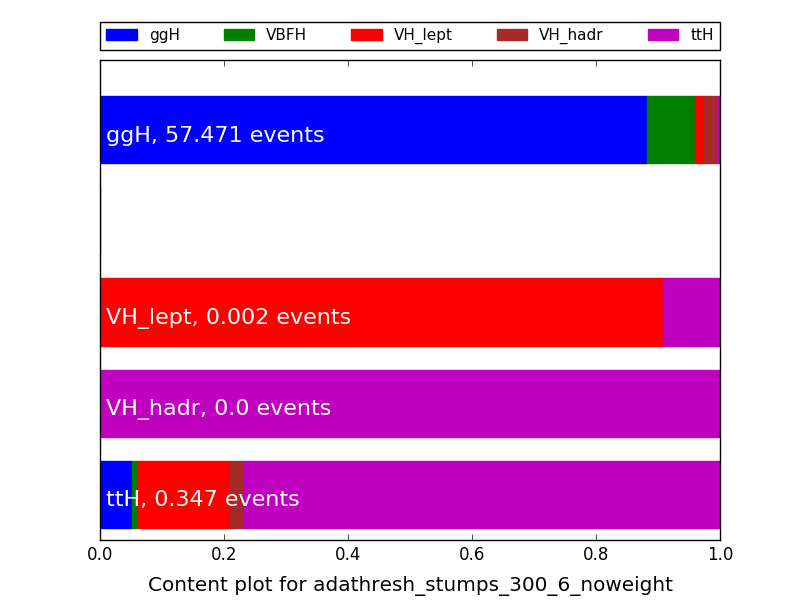 ggH VBFH VH_lept VH_hadr ttH
ggH, 57.471 events
VH_lept, 0.002 events
VH_hadr, 0.0 events
ttH, 0.347 events
0.0 0.2 0.4 0.6 0.8 1.0
Content plot for adathresh_stumps_300_6_noweight